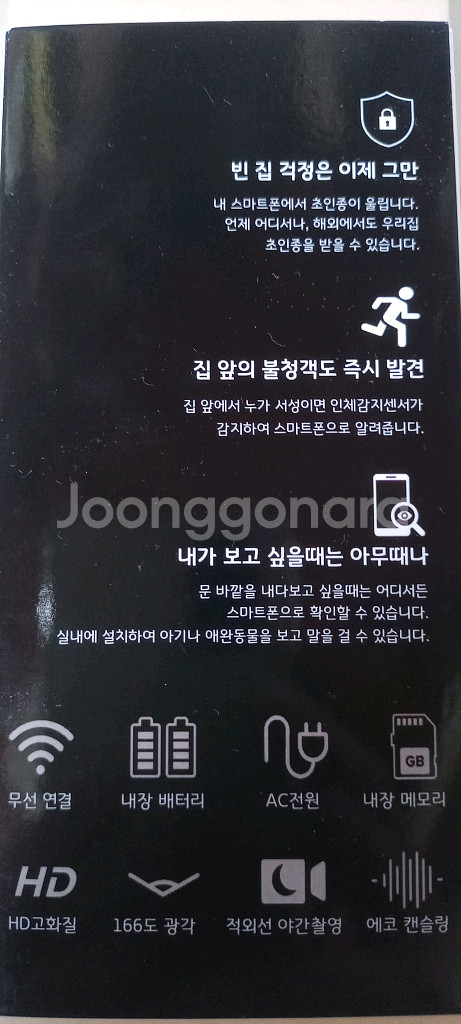 빈 집 걱정은 이제 그만
내 스마트폰에서 초인종이 울립니다.
언제 어디서나, 해외에서도 우리집
초인종을 받을 수 있습니다.
집 앞의 불청객도 즉시 발견
집 앞에서 누가 서성이면 인체감지센서가
감지하여 스마트폰으로 알려줍니다.
Joonggonara
내가 보고 싶을때는 아무때나
문 바깥을 내다보고 싶을때는 어디서든
스마트폰으로 확인할 수 있습니다.
실내에 설치하여 아기나 애완동물을 보고 말을 걸 수 있습니다.
GB
무선 연결 내장 배터리 AC전원 내장 메모리
HD
HD고화질 166도 광각 적외선 야간촬영 에코 캔슬링